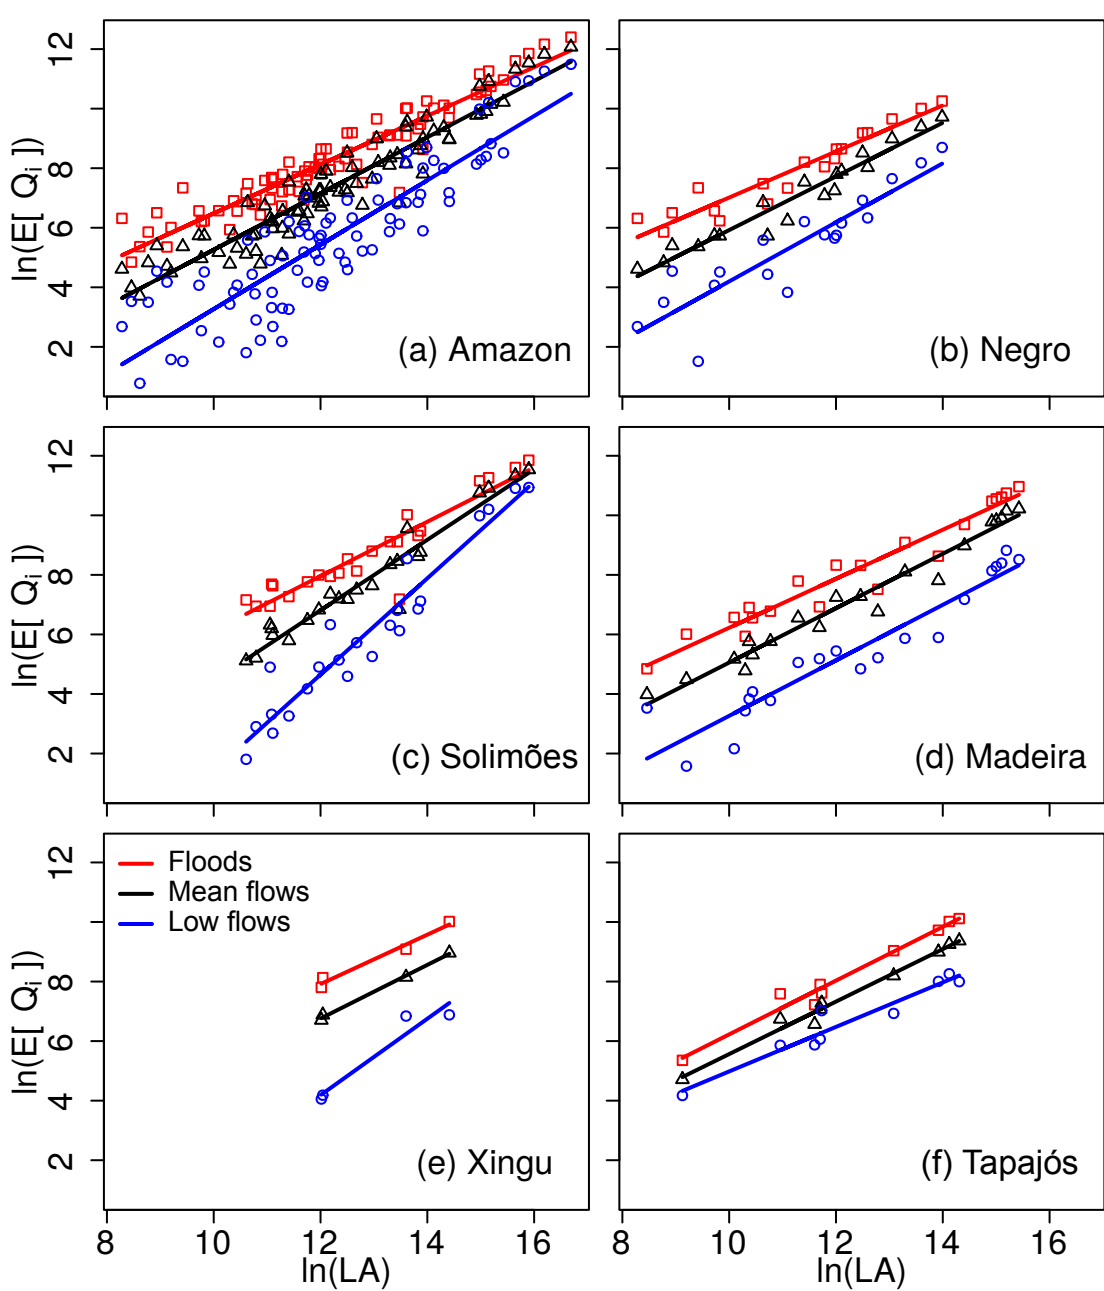 ln(E[ Qi ])
12
8
6
4
2
(a) Amazon
(b) Negro
ln(E[ Qi ])
12
8
6
4
2
(c) Solimões
(d) Madeira
ln(E[ Qi ])
12
8
6
4
2
Floods
Mean flows
Low flows
(e) Xingu
(f) Tapajós
8 10 12 14 16
8 10 12 14 16
ln(LA)
ln(LA)